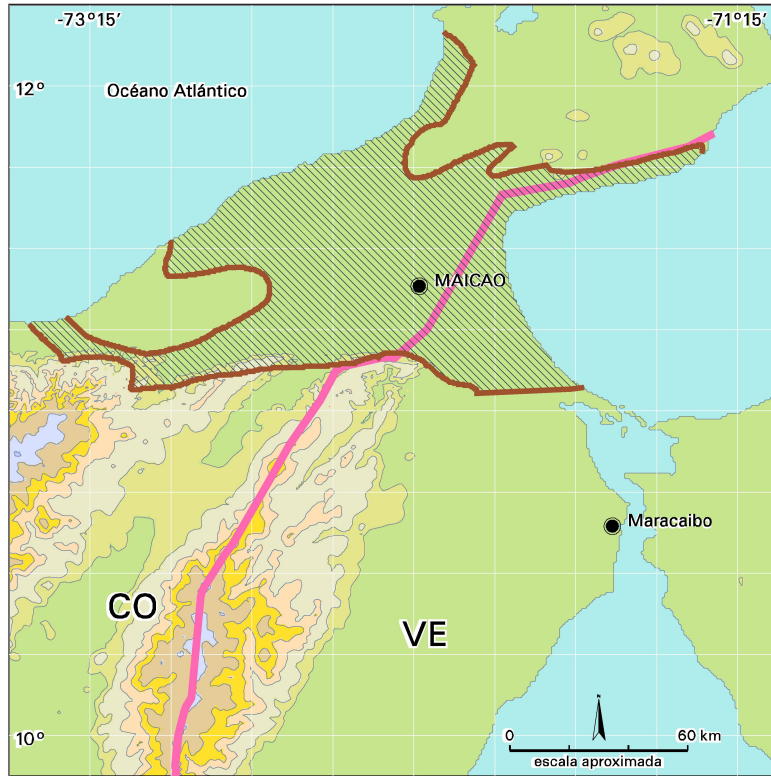 -73°15'
-71°15'
12°
Océano Atlántico
MAICAO
Maracaibo
CO
VE
10°
N
0
60 km
escala aproximada